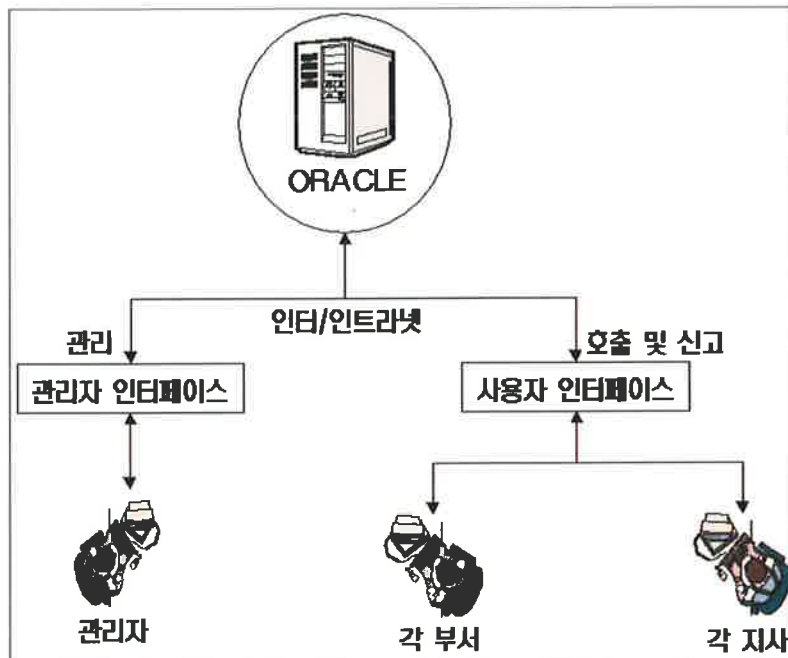 ORACLE
인터/인트라넷
관리
호출 및 신고
관리자 인터페이스
사용자 인터페이스
관리자
각 부서
각 지사